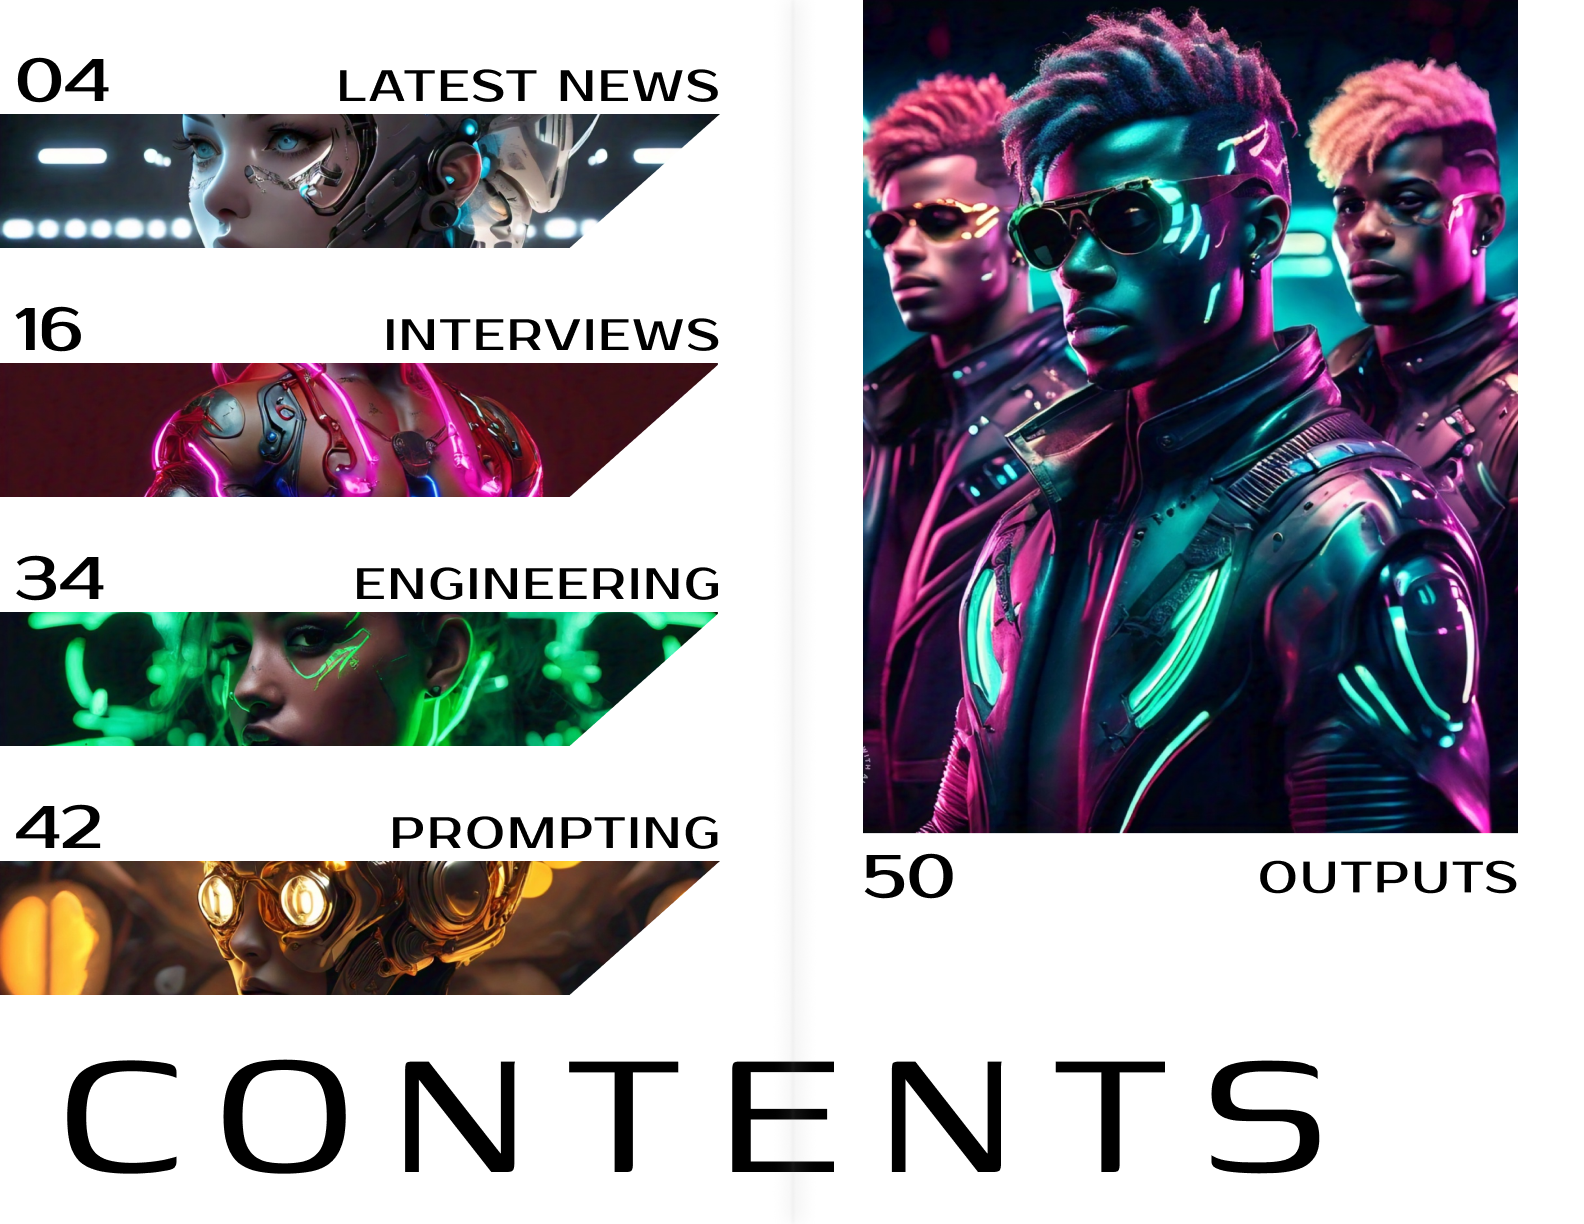 04 LATEST NEWS
16 INTERVIEWS
34 ENGINEERING
42 PROMPTING
50 OUTPUTS
CONTENTS